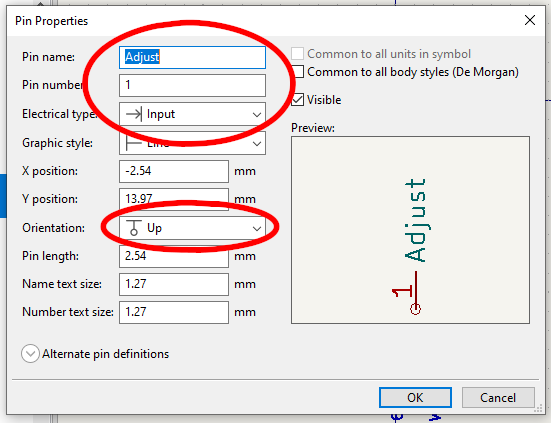 Pin Properties
Pin name: Adjust
Common to all units in symbol
Pin number: 1
Common to all body styles (De Morgan)
Electrical type: Input
Visible
Graphic style: Line
Preview:
X position: -2.54 mm
Y position: 13.97 mm
Orientation: Up
Pin length: 2.54 mm
Name text size: 1.27 mm
Number text size: 1.27 mm
1 Adjust
Alternate pin definitions
OK Cancel